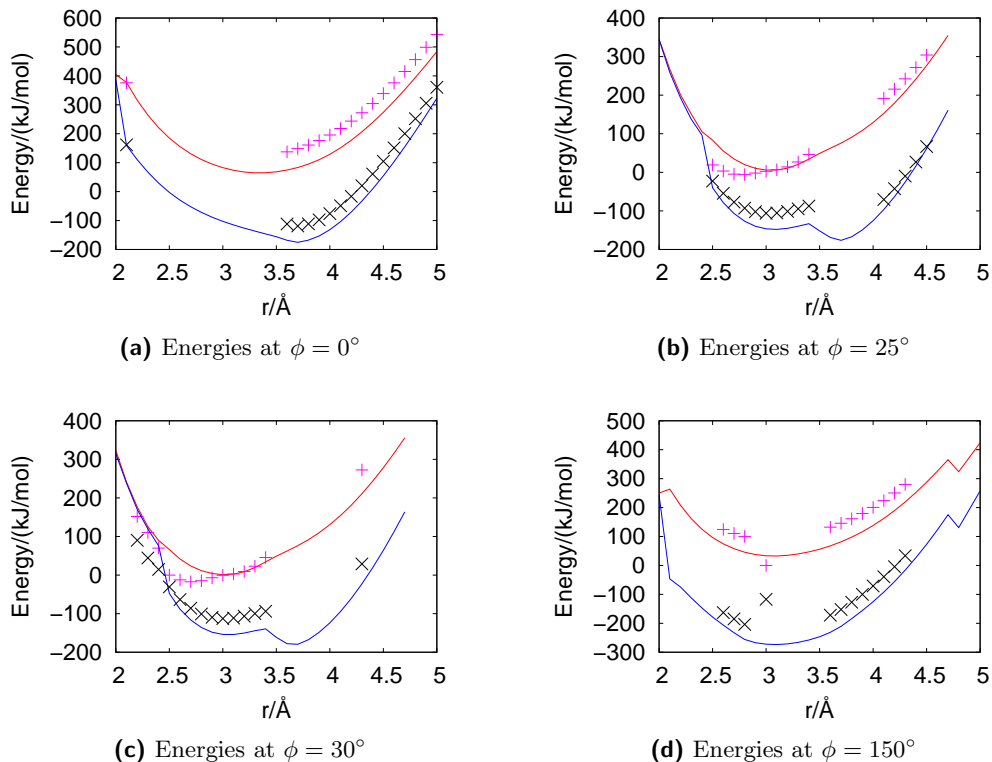 600
500
400
300
200
100
0
−100
−200
2 2.5 3 3.5 4 4.5 5
Energy/(kJ/mol)
r/Å
(a) Energies at ϕ = 0°
400
300
200
100
0
−100
−200
2 2.5 3 3.5 4 4.5 5
Energy/(kJ/mol)
r/Å
(b) Energies at ϕ = 25°
400
300
200
100
0
−100
−200
2 2.5 3 3.5 4 4.5 5
Energy/(kJ/mol)
r/Å
(c) Energies at ϕ = 30°
500
400
300
200
100
0
−100
−200
−300
2 2.5 3 3.5 4 4.5 5
Energy/(kJ/mol)
r/Å
(d) Energies at ϕ = 150°